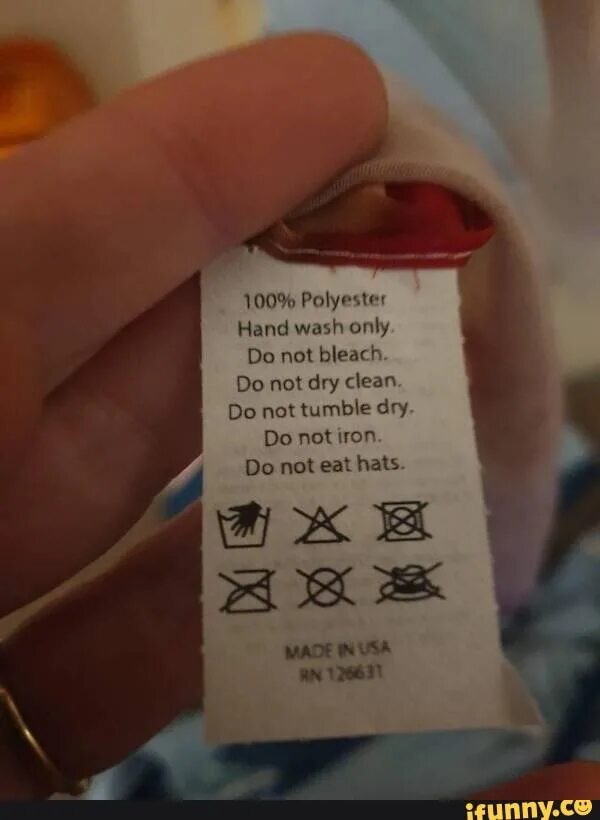 100% Polyester
Hand wash only.
Do not bleach.
Do not dry clean.
Do not tumble dry.
Do not iron.
Do not eat hats.
MADE IN USA
RN 126631
ifunny.co